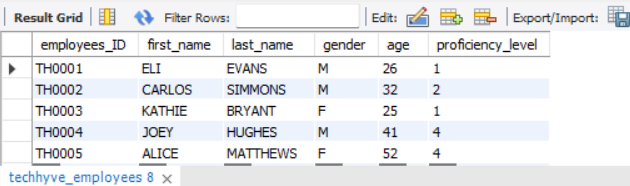 Result Grid Filter Rows: Edit: Export/Import:
employees_ID first_name last_name gender age proficiency_level
TH0001 ELI EVANS M 26 1
TH0002 CARLOS SIMMONS M 32 2
TH0003 KATHIE BRYANT F 25 1
TH0004 JOEY HUGHES M 41 4
TH0005 ALICE MATTHEWS F 52 4
techhyve_employees 8 ×